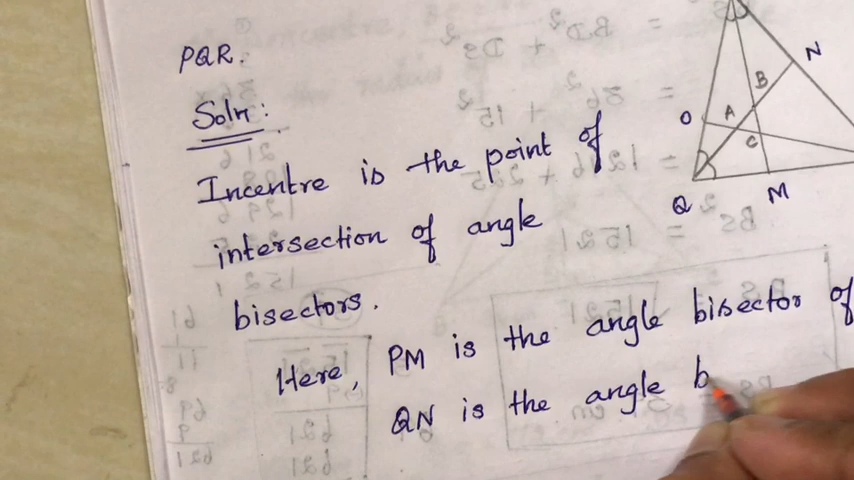 PQR.
Soln:
Incentre is the point of
intersection of angle
bisectors.
Here, PM is the angle bisector of
QN is the angle b
N
B
O
A
C
Q
M